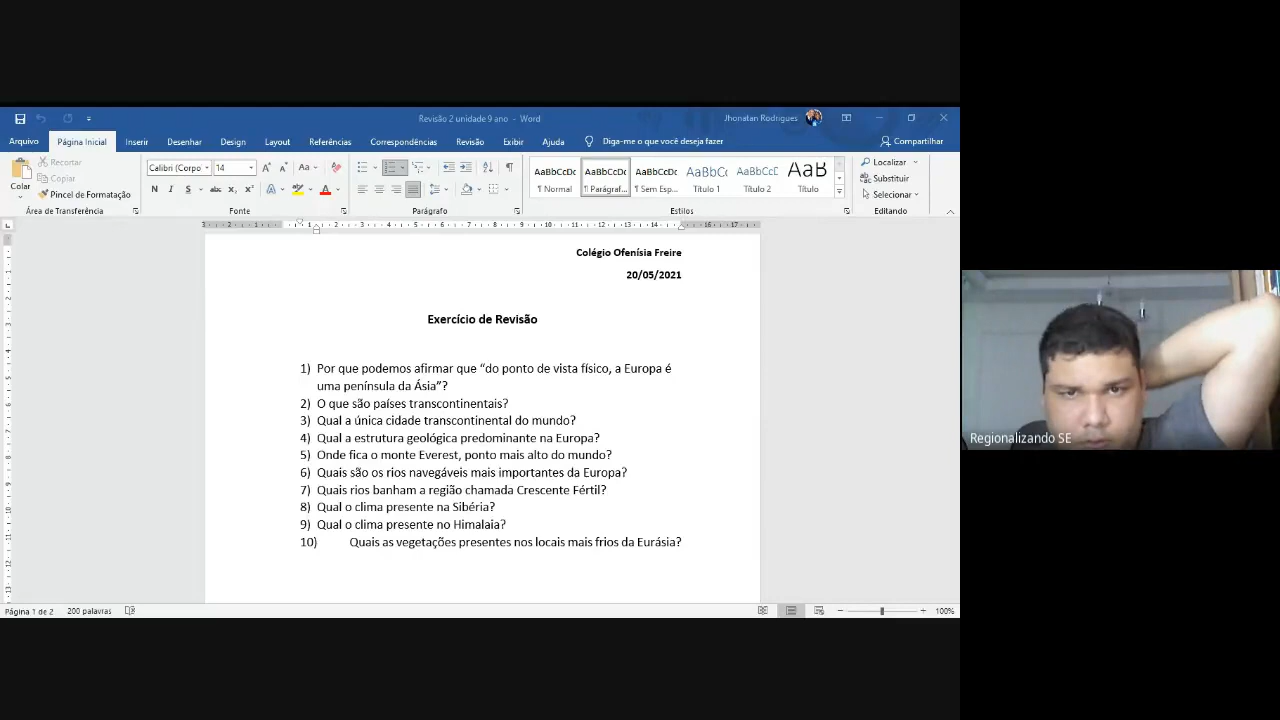 Revisão 2 unidade 9 ano - Word
Jhonatan Rodrigues
Arquivo Página Inicial Inserir Desenhar Design Layout Referências Correspondências Revisão Exibir Ajuda Diga-me o que você deseja fazer Compartilhar
Colar
Recortar
Copiar
Pincel de Formatação
Área de Transferência
Calibri (Corpo 14
Fonte
Parágrafo
AaBbCcDc AaBbCcDc AaBbCcDc AaBbCc AaBbCcD AaB
¶ Normal ¶ Parágraf... ¶ Sem Esp... Título 1 Título 2 Título
Estilos
Localizar
Substituir
Selecionar
Editando
Colégio Ofenísia Freire
20/05/2021
Exercício de Revisão
1) Por que podemos afirmar que “do ponto de vista físico, a Europa é
uma península da Ásia”?
2) O que são países transcontinentais?
3) Qual a única cidade transcontinental do mundo?
4) Qual a estrutura geológica predominante na Europa?
5) Onde fica o monte Everest, ponto mais alto do mundo?
6) Quais são os rios navegáveis mais importantes da Europa?
7) Quais rios banham a região chamada Crescente Fértil?
8) Qual o clima presente na Sibéria?
9) Qual o clima presente no Himalaia?
10) Quais as vegetações presentes nos locais mais frios da Eurásia?
Página 1 de 2 200 palavras
100%
Regionalizando SE